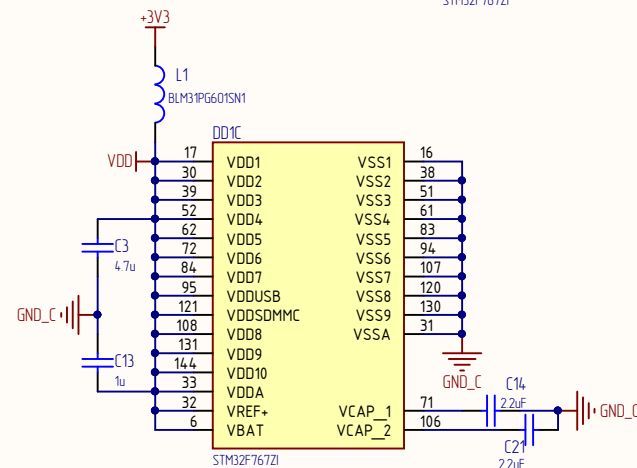 STM32F767ZI
+3V3
L1
BLM31PG601SN1
DD1C
VDD
17 VDD1 VSS1 16
30 VDD2 VSS2 38
39 VDD3 VSS3 51
52 VDD4 VSS4 61
62 VDD5 VSS5 83
72 VDD6 VSS6 94
84 VDD7 VSS7 107
95 VDDUSB VSS8 120
121 VDDSDMMC VSS9 130
108 VDD8 VSSA 31
131 VDD9
144 VDD10
33 VDDA
32 VREF+ VCAP_1 71
6 VBAT VCAP_2 106
C3
4.7u
GND_C
C13
1u
GND_C
C14
2.2uF
GND_C
C21
2.2uF
STM32F767ZI